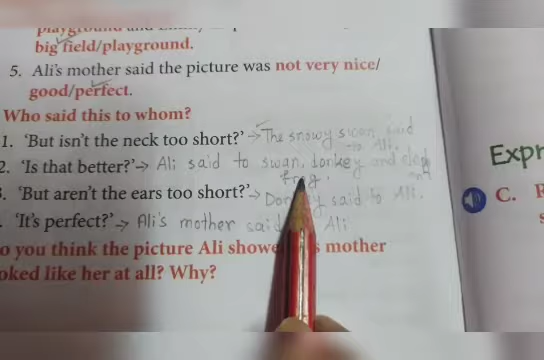 big field/playground.
5. Ali's mother said the picture was not very nice/
good/perfect.
Who said this to whom?
1. 'But isn't the neck too short?' → The snowy swan said
to Ali.
2. 'Is that better?' → Ali said to swan, donkey and
frog.
3. 'But aren't the ears too short?' → Donkey said to Ali.
. 'It's perfect?' → Ali's mother said Ali
o you think the picture Ali showe s mother
oked like her at all? Why?
Expr
C.